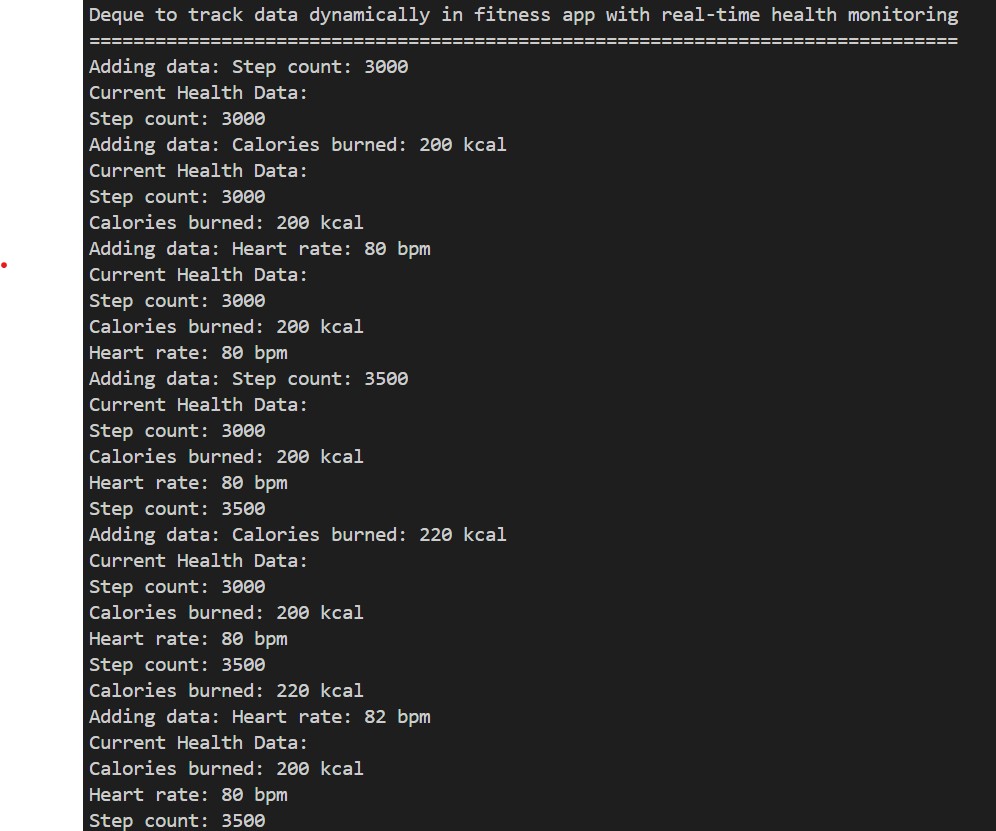 Deque to track data dynamically in fitness app with real-time health monitoring
===============================================================================
Adding data: Step count: 3000
Current Health Data:
Step count: 3000
Adding data: Calories burned: 200 kcal
Current Health Data:
Step count: 3000
Calories burned: 200 kcal
Adding data: Heart rate: 80 bpm
Current Health Data:
Step count: 3000
Calories burned: 200 kcal
Heart rate: 80 bpm
Adding data: Step count: 3500
Current Health Data:
Step count: 3000
Calories burned: 200 kcal
Heart rate: 80 bpm
Step count: 3500
Adding data: Calories burned: 220 kcal
Current Health Data:
Step count: 3000
Calories burned: 200 kcal
Heart rate: 80 bpm
Step count: 3500
Calories burned: 220 kcal
Adding data: Heart rate: 82 bpm
Current Health Data:
Calories burned: 200 kcal
Heart rate: 80 bpm
Step count: 3500